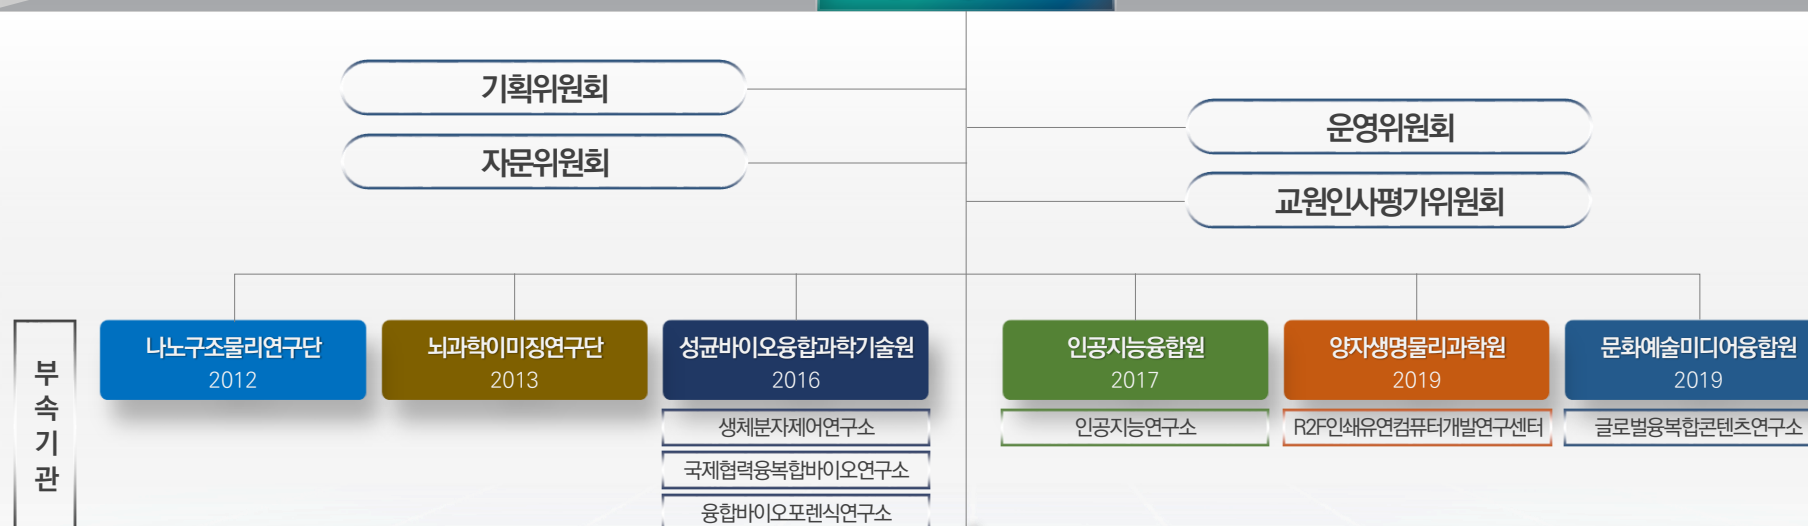 기획위원회
자문위원회
운영위원회
교원인사평가위원회
부속기관
나노구조물리연구단
2012
뇌과학이미징연구단
2013
성균바이오융합과학기술원
2016
생체분자제어연구소
국제협력융복합바이오연구소
융합바이오포렌식연구소
인공지능융합원
2017
인공지능연구소
양자생명물리과학원
2019
R2F인쇄유연컴퓨터개발연구센터
문화예술미디어융합원
2019
글로벌융복합콘텐츠연구소